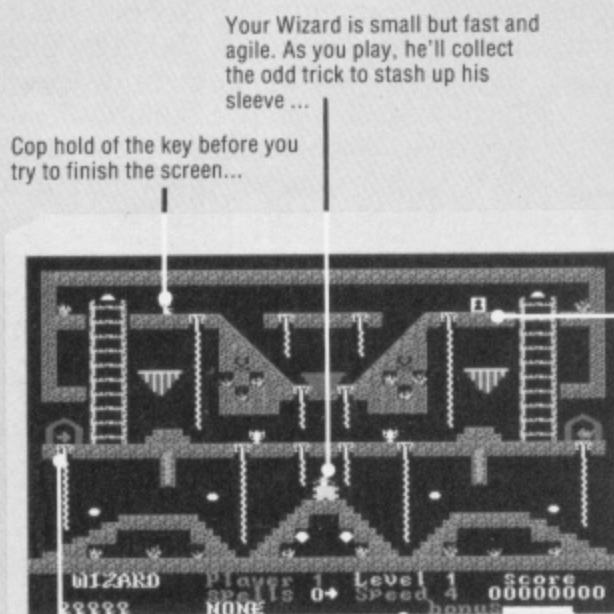 Your Wizard is small but fast and
agile. As you play, he'll collect
the odd trick to stash up his
sleeve ...
Cop hold of the key before you
try to finish the screen...
WIZARD Player 1 Level 1 Score
Spells 0 Speed 4 00000000
NONE bonus